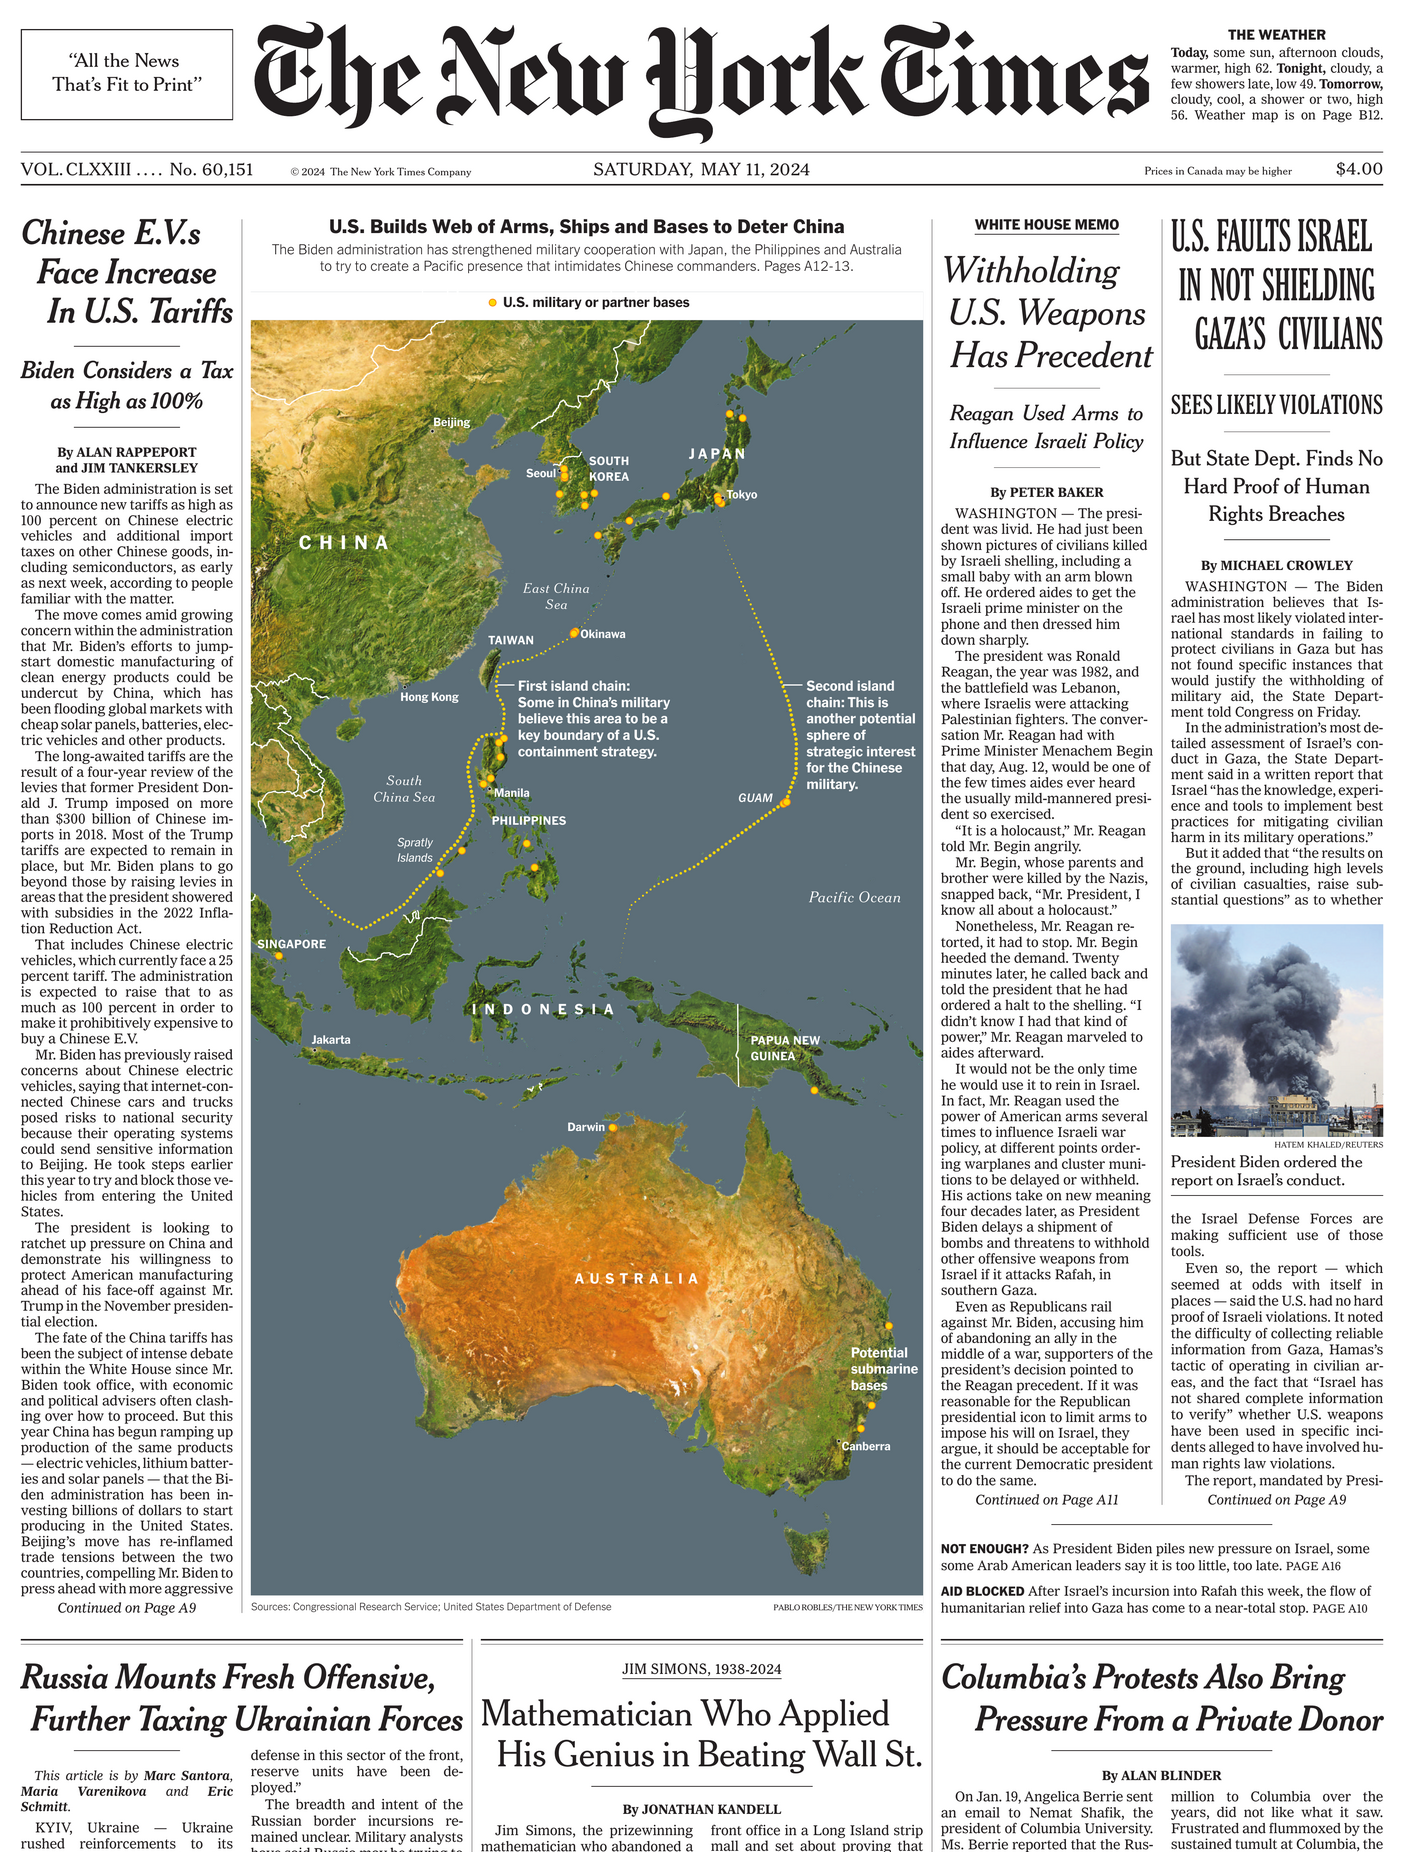 “All the News
That’s Fit to Print”
The New York Times
THE WEATHER
Today, some sun, afternoon clouds,
warmer, high 62. Tonight, cloudy, a
few showers late, low 49. Tomorrow,
cloudy, cool, a shower or two, high
56. Weather map is on Page B12.
VOL. CLXXIII .... No. 60,151
© 2024 The New York Times Company
SATURDAY, MAY 11, 2024
Prices in Canada may be higher
$4.00
Chinese E.V.s
Face Increase
In U.S. Tariffs
Biden Considers a Tax
as High as 100%
By ALAN RAPPEPORT
and JIM TANKERSLEY
The Biden administration is set
to announce new tariffs as high as
100 percent on Chinese electric
vehicles and additional import
taxes on other Chinese goods, in-
cluding semiconductors, as early
as next week, according to people
familiar with the matter.
The move comes amid growing
concern within the administration
that Mr. Biden’s efforts to jump-
start domestic manufacturing of
clean energy products could be
undercut by China, which has
been flooding global markets with
cheap solar panels, batteries, elec-
tric vehicles and other products.
The long-awaited tariffs are the
result of a four-year review of the
levies that former President Don-
ald J. Trump imposed on more
than $300 billion of Chinese im-
ports in 2018. Most of the Trump
tariffs are expected to remain in
place, but Mr. Biden plans to go
beyond those by raising levies in
areas that the president showered
with subsidies in the 2022 Infla-
tion Reduction Act.
That includes Chinese electric
vehicles, which currently face a 25
percent tariff. The administration
is expected to raise that to as
much as 100 percent in order to
make it prohibitively expensive to
buy a Chinese E.V.
Mr. Biden has previously raised
concerns about Chinese electric
vehicles, saying that internet-con-
nected Chinese cars and trucks
posed risks to national security
because their operating systems
could send sensitive information
to Beijing. He took steps earlier
this year to try and block those ve-
hicles from entering the United
States.
The president is looking to
ratchet up pressure on China and
demonstrate his willingness to
protect American manufacturing
ahead of his face-off against Mr.
Trump in the November presiden-
tial election.
The fate of the China tariffs has
been the subject of intense debate
within the White House since Mr.
Biden took office, with economic
and political advisers often clash-
ing over how to proceed. But this
year China has begun ramping up
production of the same products
— electric vehicles, lithium batter-
ies and solar panels — that the Bi-
den administration has been in-
vesting billions of dollars to start
producing in the United States.
Beijing’s move has re-inflamed
trade tensions between the two
countries, compelling Mr. Biden to
press ahead with more aggressive
Continued on Page A9
U.S. Builds Web of Arms, Ships and Bases to Deter China
The Biden administration has strengthened military cooperation with Japan, the Philippines and Australia
to try to create a Pacific presence that intimidates Chinese commanders. Pages A12-13.
U.S. military or partner bases
Beijing
JAPAN
SOUTH
KOREA
Seoul
Tokyo
CHINA
East China
Sea
Okinawa
TAIWAN
Hong Kong
First island chain:
Some in China’s military
believe this area to be a
key boundary of a U.S.
containment strategy.
Second island
chain: This is
another potential
sphere of
strategic interest
for the Chinese
military.
South
China Sea
Manila
GUAM
PHILIPPINES
Spratly
Islands
Pacific Ocean
SINGAPORE
INDONESIA
Jakarta
PAPUA NEW
GUINEA
Darwin
AUSTRALIA
Potential
submarine
bases
Canberra
Sources: Congressional Research Service; United States Department of Defense
PABLO ROBLES/THE NEW YORK TIMES
WHITE HOUSE MEMO
Withholding
U.S. Weapons
Has Precedent
Reagan Used Arms to
Influence Israeli Policy
By PETER BAKER
WASHINGTON — The presi-
dent was livid. He had just been
shown pictures of civilians killed
by Israeli shelling, including a
small baby with an arm blown
off. He ordered aides to get the
Israeli prime minister on the
phone and then dressed him
down sharply.
The president was Ronald
Reagan, the year was 1982, and
the battlefield was Lebanon,
where Israelis were attacking
Palestinian fighters. The conver-
sation Mr. Reagan had with
Prime Minister Menachem Begin
that day, Aug. 12, would be one of
the few times aides ever heard
the usually mild-mannered presi-
dent so exercised.
“It is a holocaust,” Mr. Reagan
told Mr. Begin angrily.
Mr. Begin, whose parents and
brother were killed by the Nazis,
snapped back, “Mr. President, I
know all about a holocaust.”
Nonetheless, Mr. Reagan re-
torted, it had to stop. Mr. Begin
heeded the demand. Twenty
minutes later, he called back and
told the president that he had
ordered a halt to the shelling. “I
didn’t know I had that kind of
power,” Mr. Reagan marveled to
aides afterward.
It would not be the only time
he would use it to rein in Israel.
In fact, Mr. Reagan used the
power of American arms several
times to influence Israeli war
policy, at different points order-
ing warplanes and cluster muni-
tions to be delayed or withheld.
His actions take on new meaning
four decades later, as President
Biden delays a shipment of
bombs and threatens to withhold
other offensive weapons from
Israel if it attacks Rafah, in
southern Gaza.
Even as Republicans rail
against Mr. Biden, accusing him
of abandoning an ally in the
middle of a war, supporters of the
president’s decision pointed to
the Reagan precedent. If it was
reasonable for the Republican
presidential icon to limit arms to
impose his will on Israel, they
argue, it should be acceptable for
the current Democratic president
to do the same.
Continued on Page A11
U.S. FAULTS ISRAEL
IN NOT SHIELDING
GAZA’S CIVILIANS
SEES LIKELY VIOLATIONS
But State Dept. Finds No
Hard Proof of Human
Rights Breaches
By MICHAEL CROWLEY
WASHINGTON — The Biden
administration believes that Is-
rael has most likely violated inter-
national standards in failing to
protect civilians in Gaza but has
not found specific instances that
would justify the withholding of
military aid, the State Depart-
ment told Congress on Friday.
In the administration’s most de-
tailed assessment of Israel’s con-
duct in Gaza, the State Depart-
ment said in a written report that
Israel “has the knowledge, experi-
ence and tools to implement best
practices for mitigating civilian
harm in its military operations.”
But it added that “the results on
the ground, including high levels
of civilian casualties, raise sub-
stantial questions” as to whether
HATEM KHALED/REUTERS
President Biden ordered the
report on Israel’s conduct.
the Israel Defense Forces are
making sufficient use of those
tools.
Even so, the report — which
seemed at odds with itself in
places — said the U.S. had no hard
proof of Israeli violations. It noted
the difficulty of collecting reliable
information from Gaza, Hamas’s
tactic of operating in civilian ar-
eas, and the fact that “Israel has
not shared complete information
to verify” whether U.S. weapons
have been used in specific inci-
dents alleged to have involved hu-
man rights law violations.
The report, mandated by Presi-
Continued on Page A9
NOT ENOUGH? As President Biden piles new pressure on Israel, some
some Arab American leaders say it is too little, too late. PAGE A16
AID BLOCKED After Israel’s incursion into Rafah this week, the flow of
humanitarian relief into Gaza has come to a near-total stop. PAGE A10
Russia Mounts Fresh Offensive,
Further Taxing Ukrainian Forces
This article is by Marc Santora,
Maria Varenikova and Eric
Schmitt.
KYIV, Ukraine — Ukraine
rushed reinforcements to its
defense in this sector of the front,
reserve units have been de-
ployed.”
The breadth and intent of the
Russian border incursions re-
mained unclear. Military analysts
have said Russia may be trying to
JIM SIMONS, 1938-2024
Mathematician Who Applied
His Genius in Beating Wall St.
By JONATHAN KANDELL
Jim Simons, the prizewinning
mathematician who abandoned a
front office in a Long Island strip
mall and set about proving that
Columbia’s Protests Also Bring
Pressure From a Private Donor
By ALAN BLINDER
On Jan. 19, Angelica Berrie sent
an email to Nemat Shafik, the
president of Columbia University.
Ms. Berrie reported that the Rus-
million to Columbia over the
years, did not like what it saw.
Frustrated and flummoxed by the
sustained tumult at Columbia, the